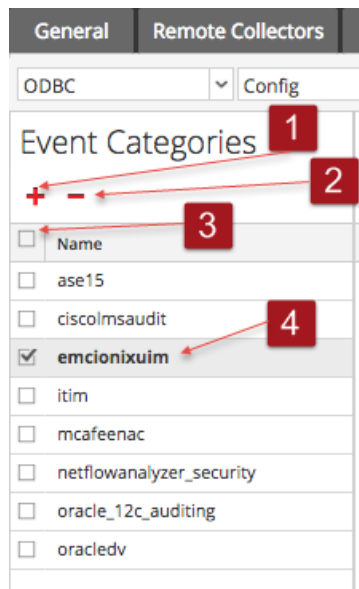 General Remote Collectors
ODBC Config
Event Categories
1
+ −
2
3
Name
ase15
ciscolmsaudit
4
emcionixuim
itim
mcafeenac
netflowanalyzer_security
oracle_12c_auditing
oracledv